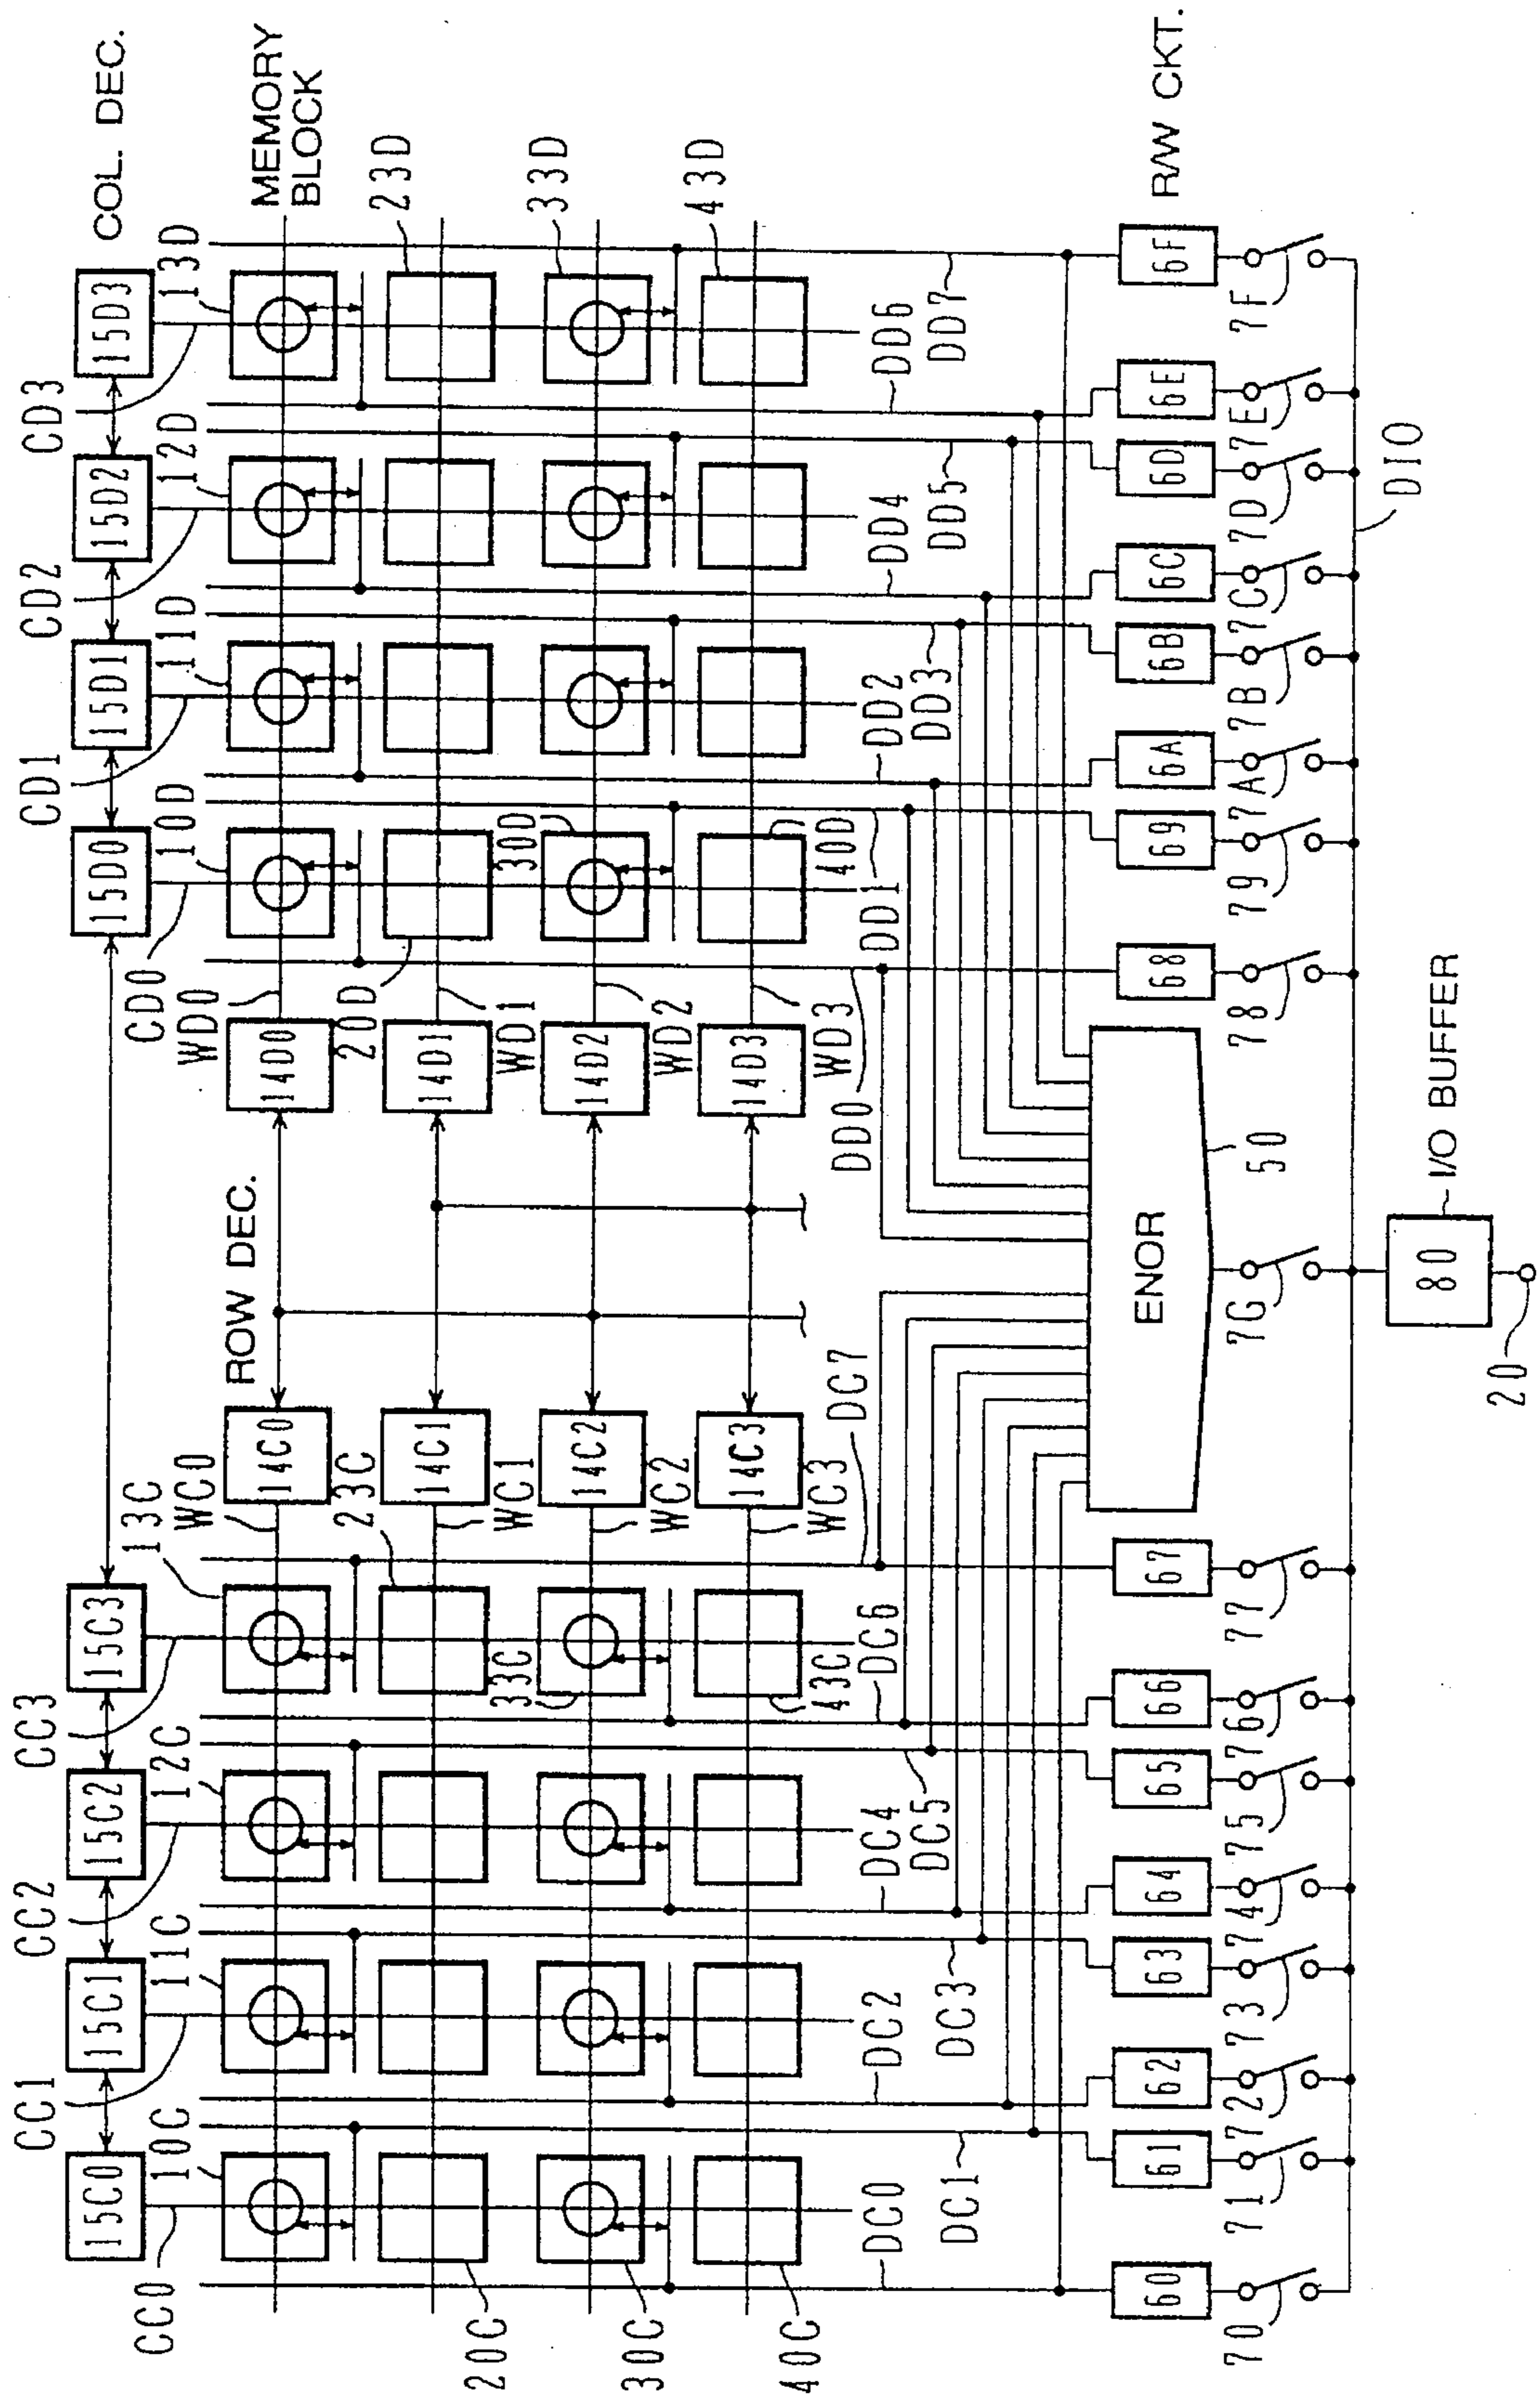 CC1 CC2 CC3 CD1 CD2 CD3
15C0 15C1 15C2 15C3 15D0 15D1 15D2 15D3 COL. DEC.
CC0 10C 11C 12C 13C CD0 10D 11D 12D 13D
WC0 ROW DEC. WD0
14C0 14D0 MEMORY
BLOCK
23C 20D
14C1 14D1 23D
20C WC1 WD1 30D
33C 14C2 14D2 33D
30C WC2 WD2
14C3 14D3 43D
40C 43C WC3 WD3 40D
DC0 DC2 DC4 DC6 DC7 DD0 DD1 DD2 DD4 DD6
DC1 DC3 DC5 DD3 DD5 DD7
60 61 62 63 64 65 66 67 ENOR 68 69 6A 6B 6C 6D 6E 6F R/W CKT.
70 71 72 73 74 75 76 77 7G 50 78 79 7A 7B 7C 7D 7E 7F
DIO
80 I/O BUFFER
20